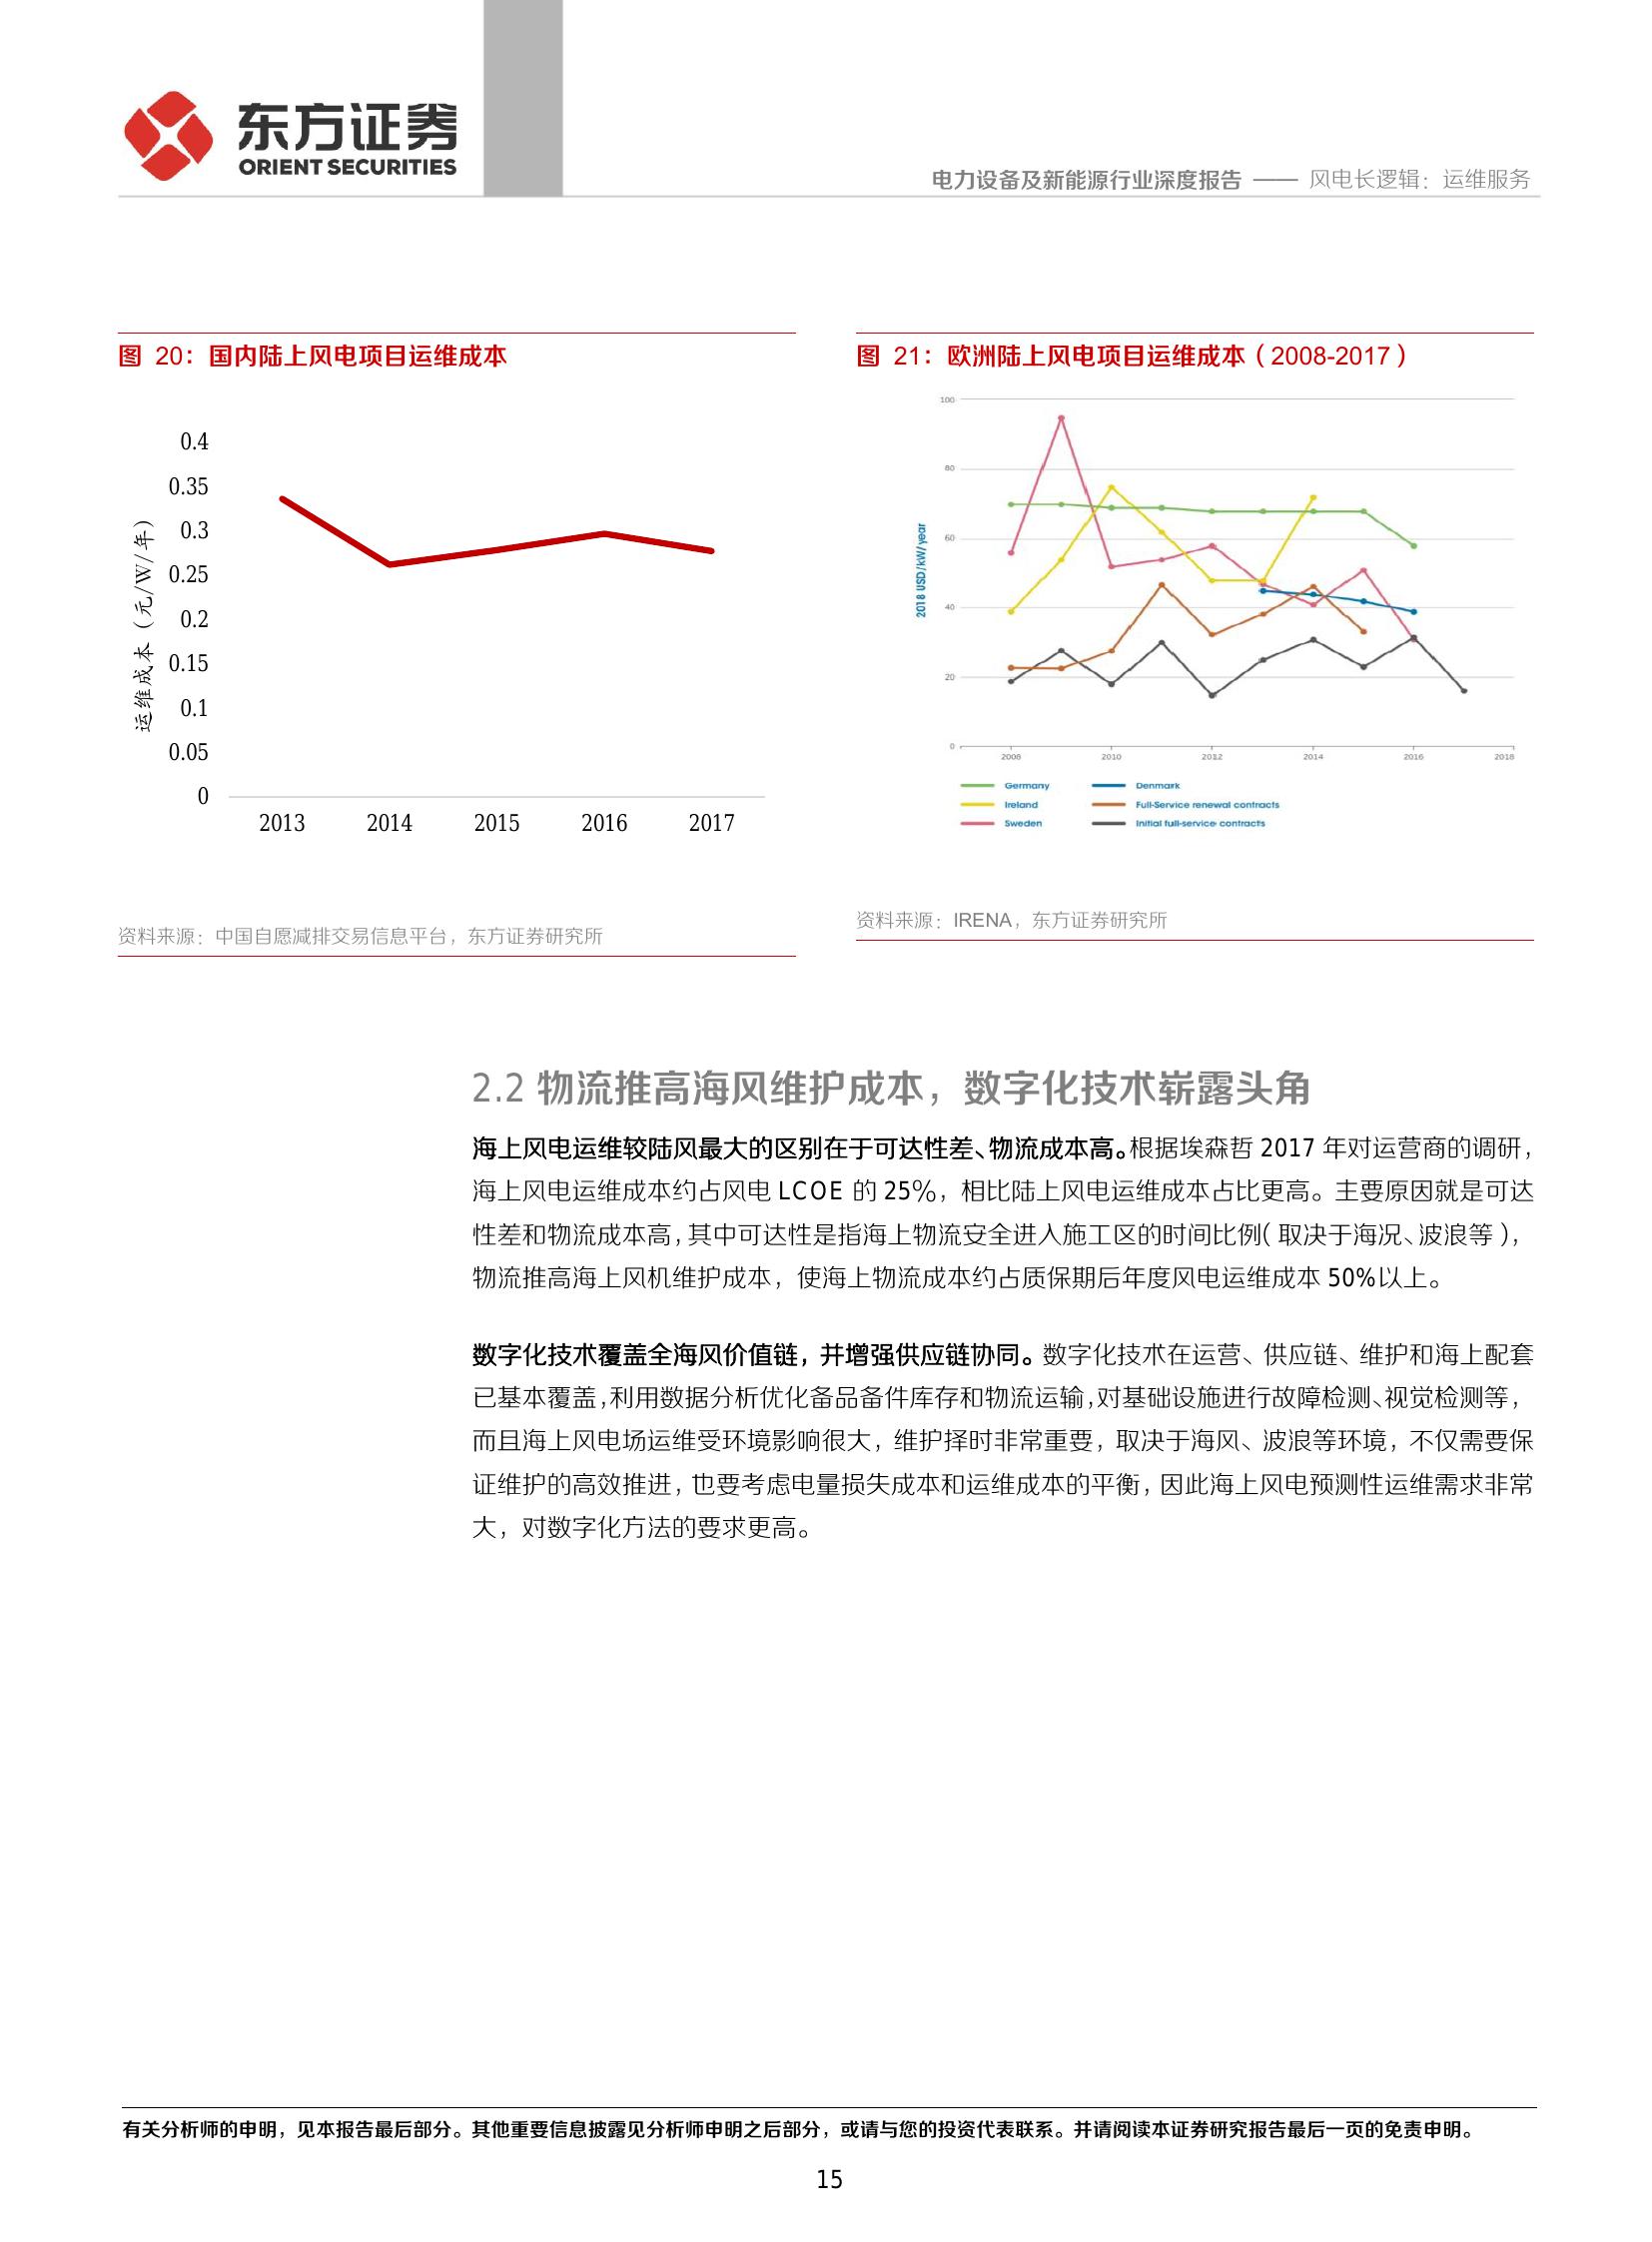 东方证券
ORIENT SECURITIES
电力设备及新能源行业深度报告 —— 风电长逻辑：运维服务
图 20：国内陆上风电项目运维成本
运维成本（元/W/年）
0.4
0.35
0.3
0.25
0.2
0.15
0.1
0.05
0
2013 2014 2015 2016 2017
资料来源：中国自愿减排交易信息平台，东方证券研究所
图 21：欧洲陆上风电项目运维成本（2008-2017）
2018 USD/kW/year
100
80
60
40
20
0
2008 2010 2012 2014 2016 2018
Germany Denmark
Ireland Full-Service renewal contracts
Sweden Initial full-service contracts
资料来源：IRENA，东方证券研究所
2.2 物流推高海风维护成本，数字化技术崭露头角
海上风电运维较陆风最大的区别在于可达性差、物流成本高。根据埃森哲 2017 年对运营商的调研，
海上风电运维成本约占风电 LCOE 的 25%，相比陆上风电运维成本占比更高。主要原因就是可达
性差和物流成本高，其中可达性是指海上物流安全进入施工区的时间比例（取决于海况、波浪等），
物流推高海上风机维护成本，使海上物流成本约占质保期后年度风电运维成本 50%以上。
数字化技术覆盖全海风价值链，并增强供应链协同。数字化技术在运营、供应链、维护和海上配套
已基本覆盖，利用数据分析优化备品备件库存和物流运输，对基础设施进行故障检测、视觉检测等，
而且海上风电场运维受环境影响很大，维护择时非常重要，取决于海风、波浪等环境，不仅需要保
证维护的高效推进，也要考虑电量损失成本和运维成本的平衡，因此海上风电预测性运维需求非常
大，对数字化方法的要求更高。
有关分析师的申明，见本报告最后部分。其他重要信息披露见分析师申明之后部分，或请与您的投资代表联系。并请阅读本证券研究报告最后一页的免责申明。
15